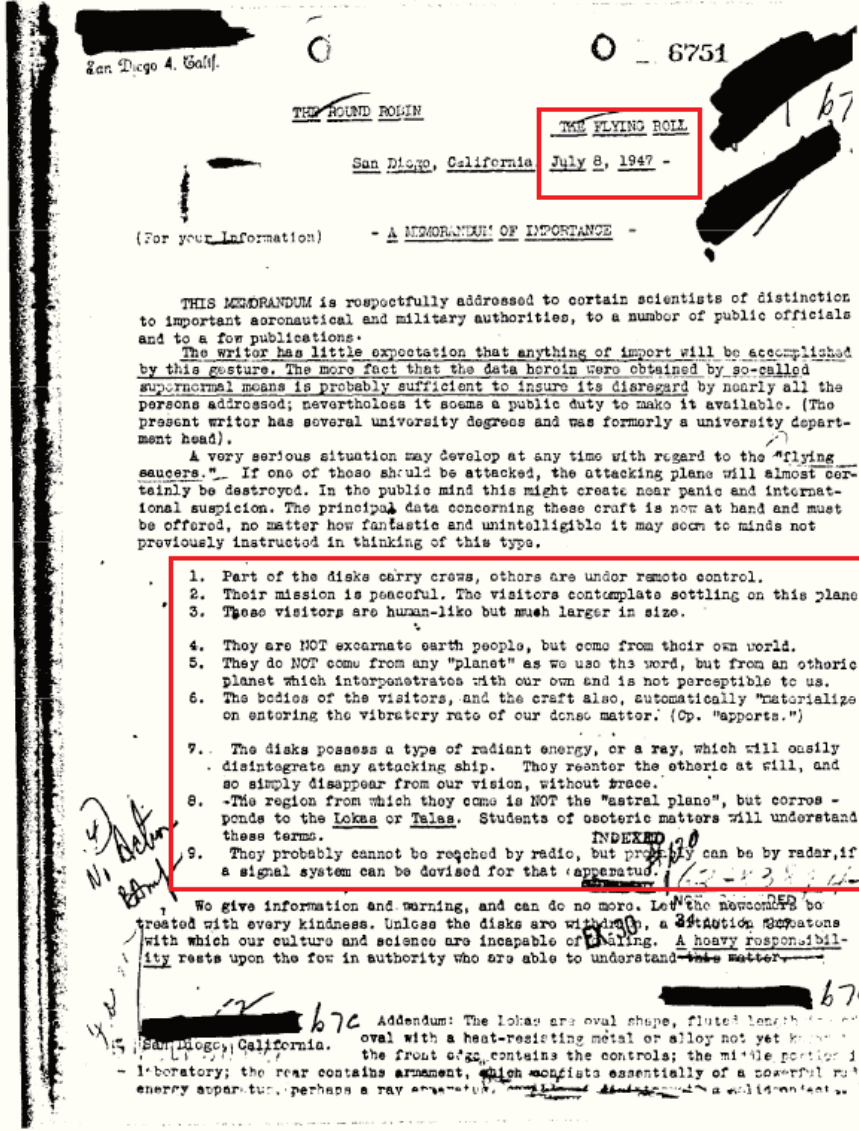 San Diego 4, Calif.
6751
THE ROUND ROBIN
THE FLYING ROLL
b7
San Diego, California, July 8, 1947 -
(For your Information)
- A MEMORANDUM OF IMPORTANCE -
THIS MEMORANDUM is respectfully addressed to certain scientists of distinction
to important aeronautical and military authorities, to a number of public officials
and to a few publications.
The writer has little expectation that anything of import will be accomplished
by this gesture. The mere fact that the data herein were obtained by so-called
supernormal means is probably sufficient to insure its disregard by nearly all the
persons addressed; nevertheless it seems a public duty to make it available. (The
present writer has several university degrees and was formerly a university depart-
ment head).
A very serious situation may develop at any time with regard to the "flying
saucers." If one of these should be attacked, the attacking plane will almost cer-
tainly be destroyed. In the public mind this might create near panic and internat-
ional suspicion. The principal data concerning these craft is now at hand and must
be offered, no matter how fantastic and unintelligible it may seem to minds not
previously instructed in thinking of this type.
1. Part of the disks carry crews, others are under remote control.
2. Their mission is peaceful. The visitors contemplate settling on this plane
3. These visitors are human-like but much larger in size.
4. They are NOT excarnate earth people, but come from their own world.
5. They do NOT come from any "planet" as we use the word, but from an etheric
planet which interpenetrates with our own and is not perceptible to us.
6. The bodies of the visitors, and the craft also, automatically "materialize
on entering the vibratory rate of our dense matter. (Cp. "apports.")
7. The disks possess a type of radiant energy, or a ray, which will easily
disintegrate any attacking ship. They reenter the etheric at will, and
so simply disappear from our vision, without trace.
8. The region from which they come is NOT the "astral plane", but corres -
ponds to the Lokas or Talas. Students of esoteric matters will understand
these terms.
INDEXED
9. They probably cannot be reached by radio, but probably can be by radar, if
a signal system can be devised for that apparatus.
No Action
We give information and warning, and can do no more. Let the newcomers be
treated with every kindness. Unless the disks are withdrawn, a threatens
with which our culture and science are incapable of dealing. A heavy responsibil-
EX-30
ity rests upon the few in authority who are able to understand this matter.
b7C
b7C Addendum: The Lokas are oval shape, fluted length
San Diego, California. oval with a heat-resisting metal or alloy not yet
the front cage contains the controls; the middle portion
laboratory; the rear contains armament, which consists essentially of a powerful
energy apparatus, perhaps a ray